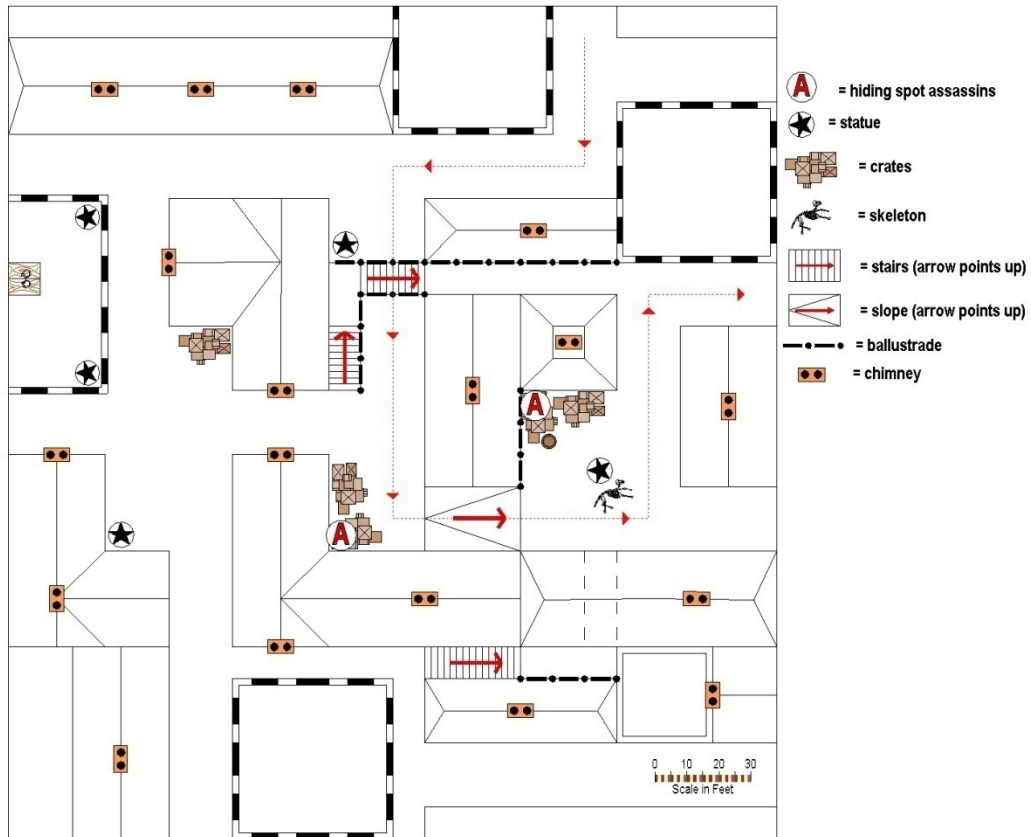 A = hiding spot assassins
= statue
= crates
= skeleton
= stairs (arrow points up)
= slope (arrow points up)
= ballustrade
= chimney
A
A
0 10 20 30
Scale in Feet